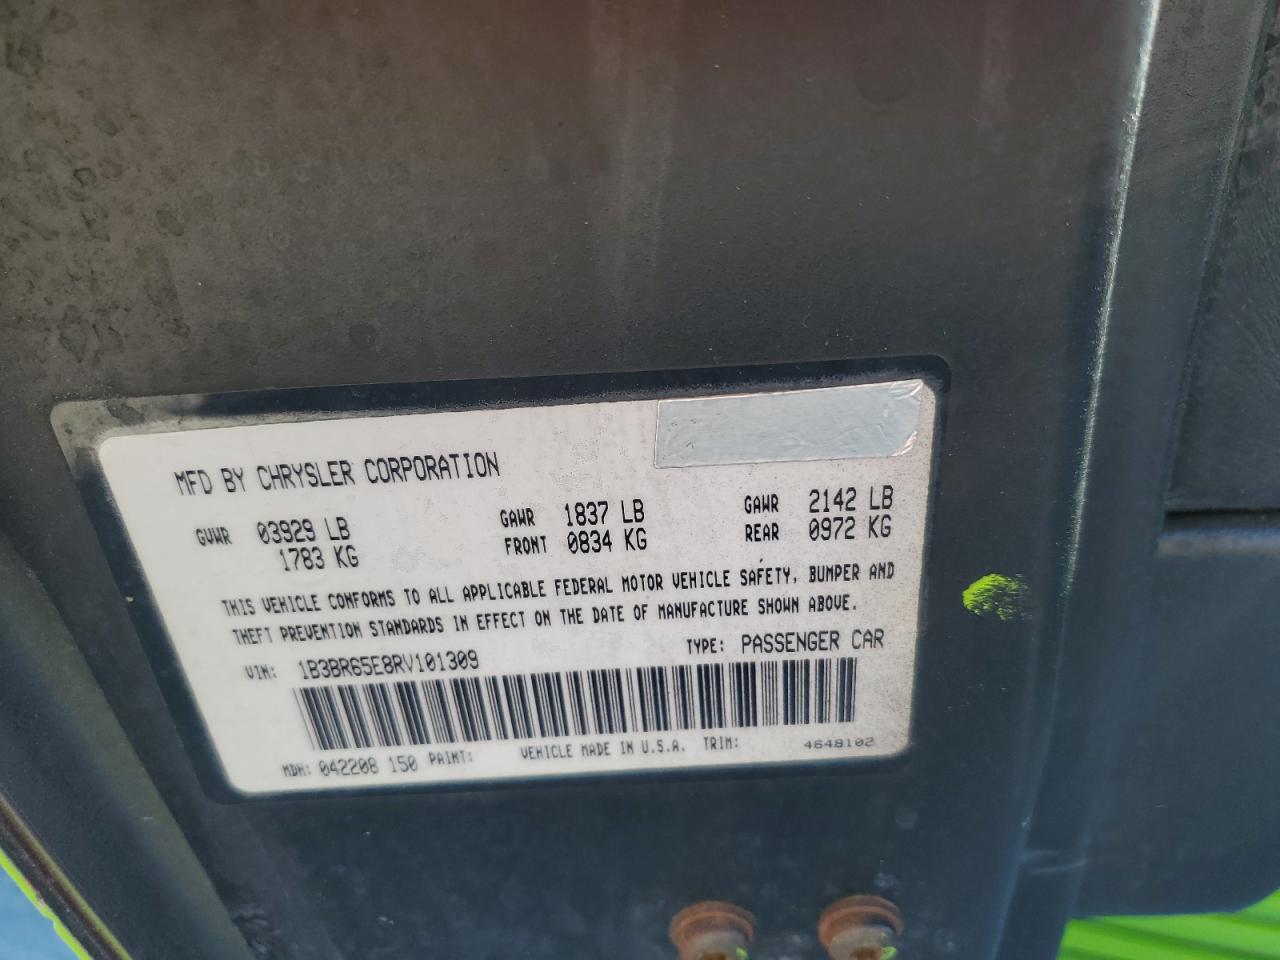 MFD BY CHRYSLER CORPORATION
GVWR 03929 LB GAWR 1837 LB GAWR 2142 LB
1783 KG FRONT 0834 KG REAR 0972 KG
THIS VEHICLE CONFORMS TO ALL APPLICABLE FEDERAL MOTOR VEHICLE SAFETY, BUMPER AND
THEFT PREVENTION STANDARDS IN EFFECT ON THE DATE OF MANUFACTURE SHOWN ABOVE.
VIN: 1B3BR65E8RV101309 TYPE: PASSENGER CAR
MDH: 042208 150 PAINT: VEHICLE MADE IN U.S.A. TRIM: 4648102